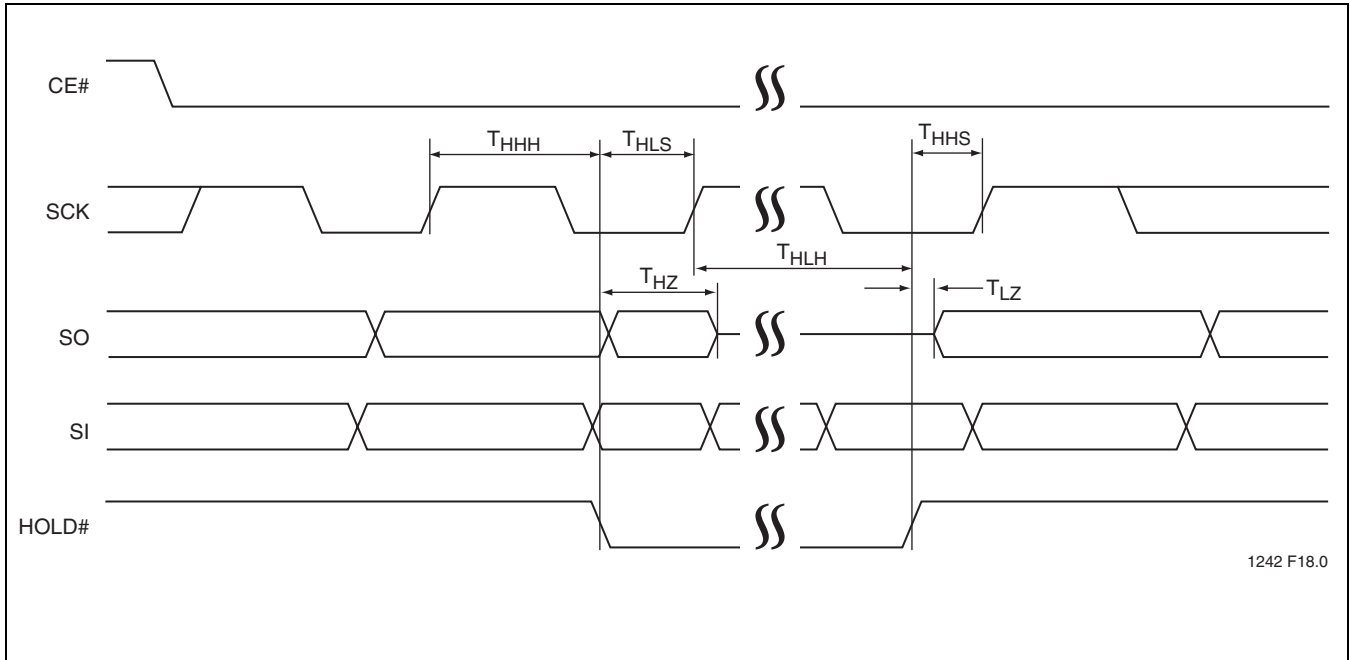 CE#
THHH
THLS
THHS
SCK
THLH
THZ
TLZ
SO
SI
HOLD#
1242 F18.0